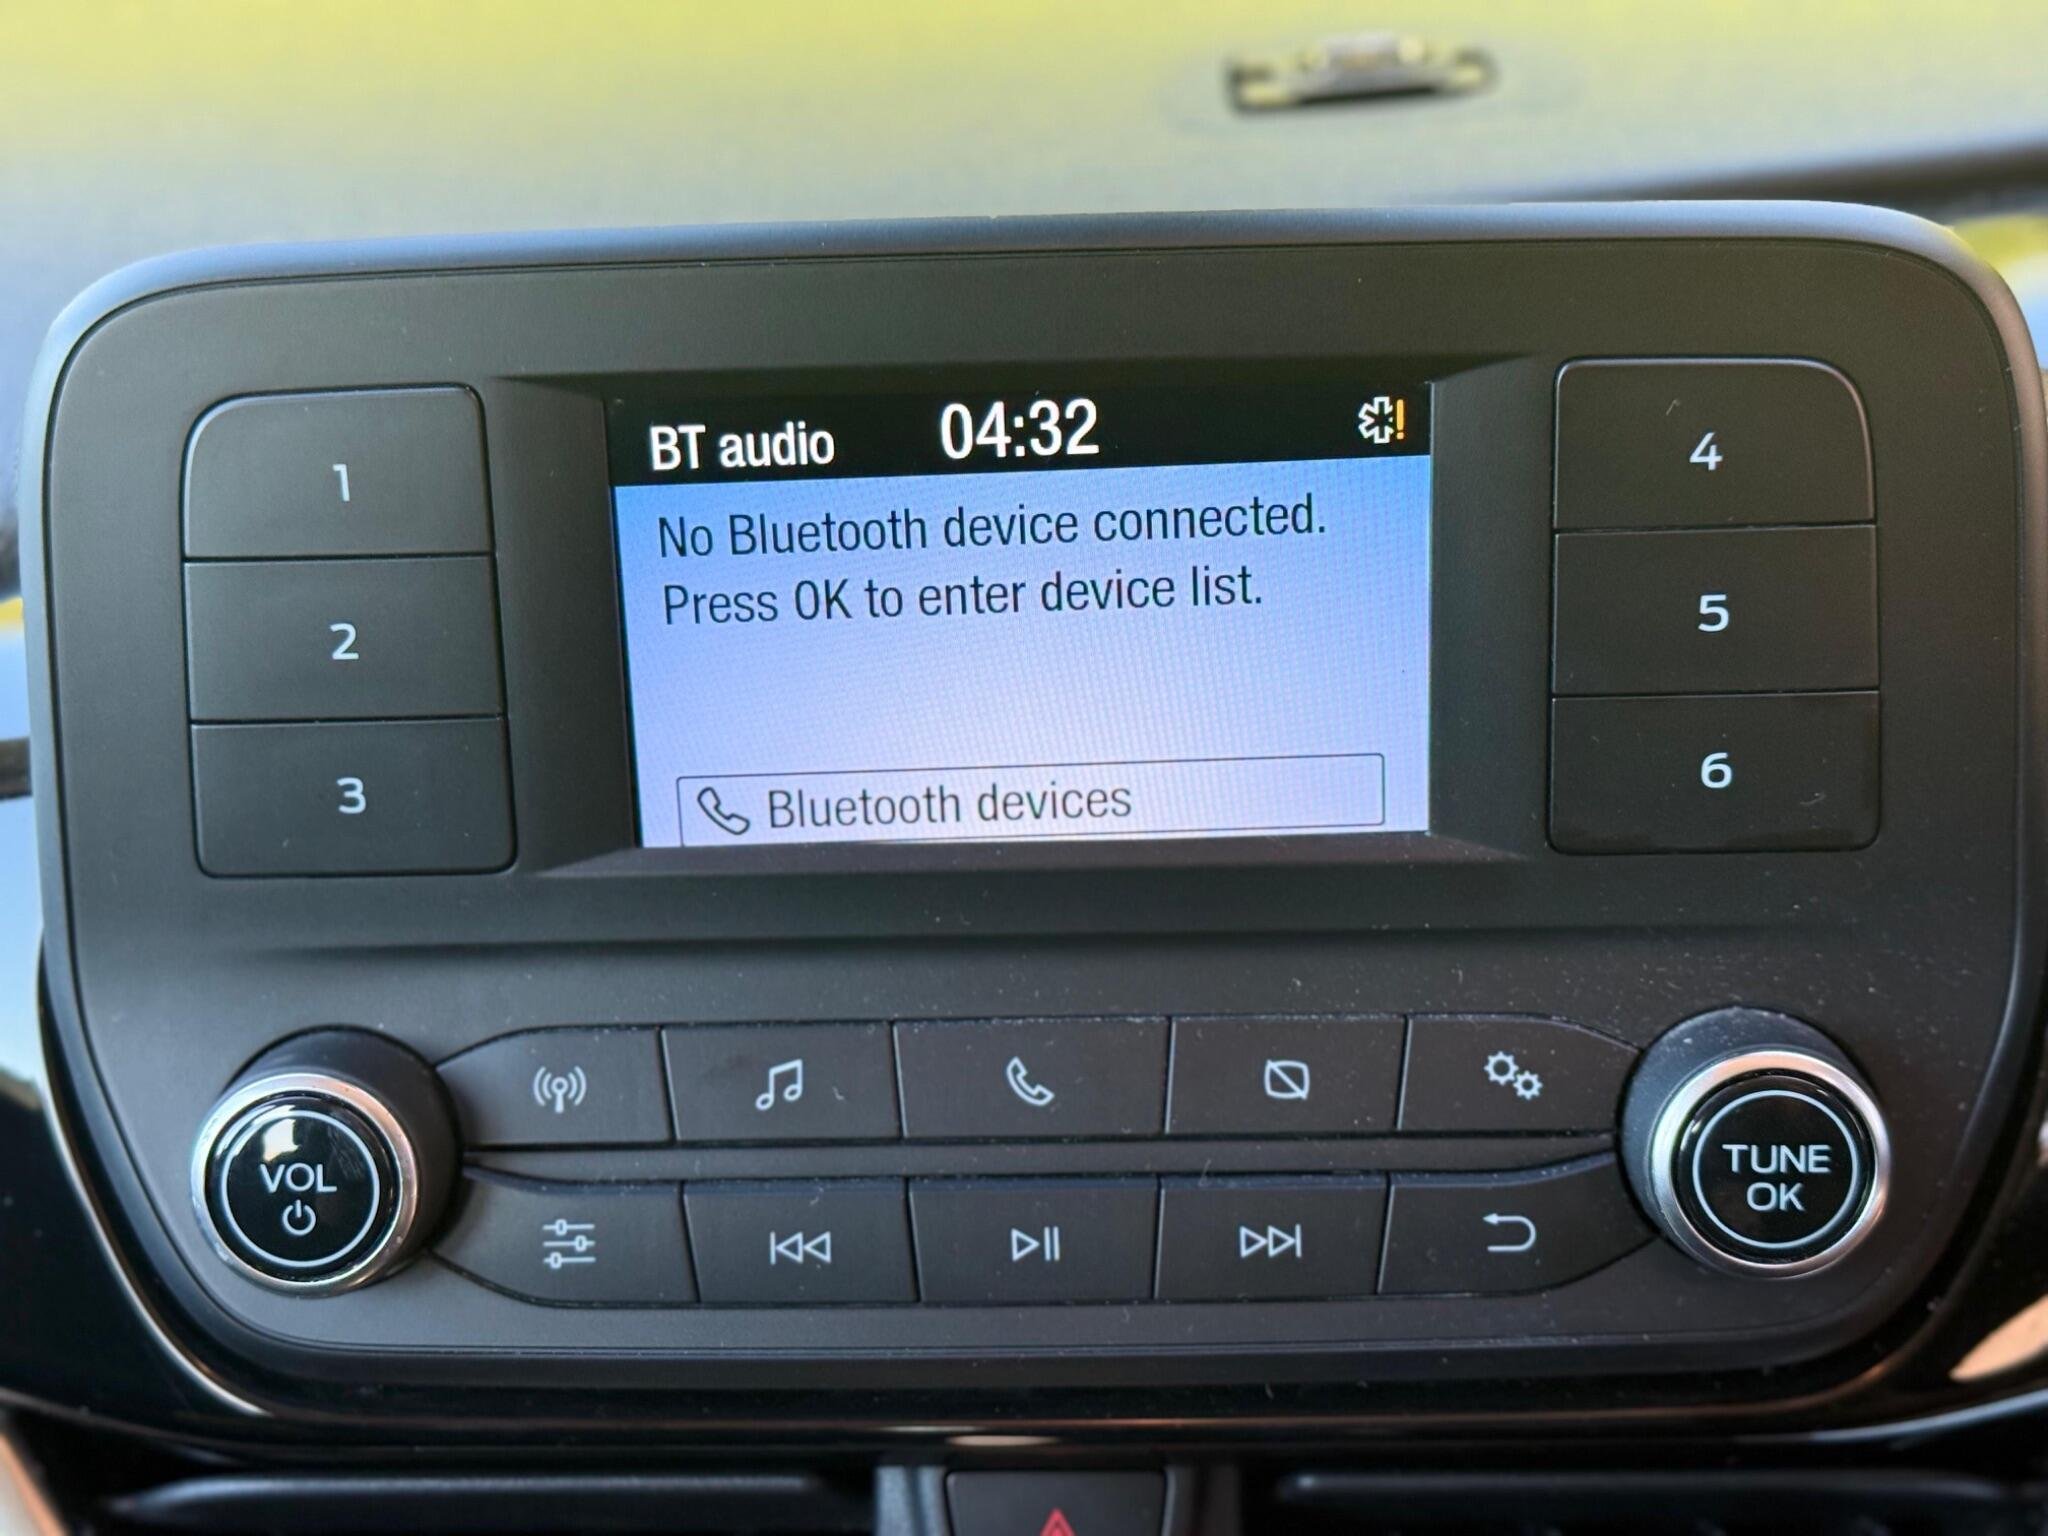 BT audio 04:32
No Bluetooth device connected.
Press OK to enter device list.
Bluetooth devices
1
2
3
4
5
6
VOL
TUNE
OK